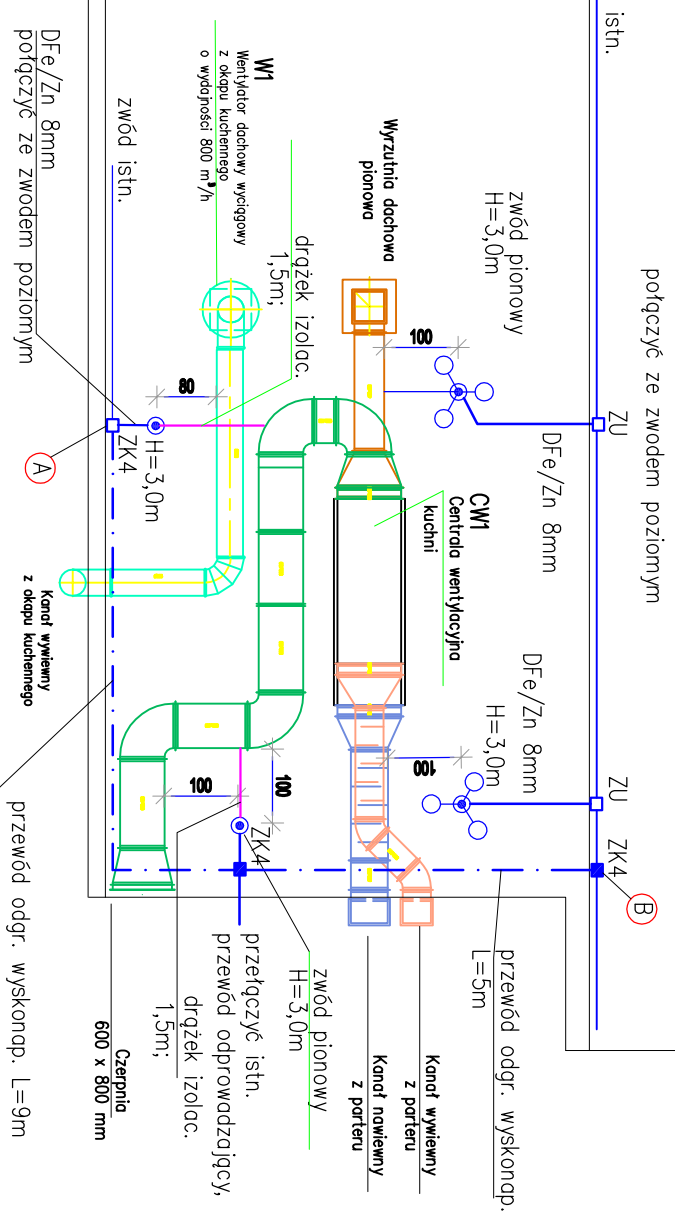 połączyć ze zwodem poziomym
istn.
ZU
ZU
ZK4
B
DFe/Zn 8mm
DFe/Zn 8mm
H=3,0m
zwód pionowy
H=3,0m
100
100
przewód odgr. wyskonap.
L=5m
Wyrzutnia dachowa
pionowa
CW1
Centrala wentylacyjna
kuchni
Kanał wywiewny
z parteru
Kanał nawiewny
z parteru
drążek izolac.
1,5m;
zwód pionowy
H=3,0m
W1
Wentylator dachowy wyciągowy
z okapu kuchennego
o wydajności 800 m³/h
80
100
100
ZK4
przełączyć istn.
przewód odprowadzający,
drążek izolac.
1,5m;
zwód istn.
H=3,0m
ZK4
A
Czerpnia
600 x 800 mm
DFe/Zn 8mm
połączyć ze zwodem poziomym
Kanał wywiewny
z okapu kuchennego
przewód odgr. wyskonap. L=9m